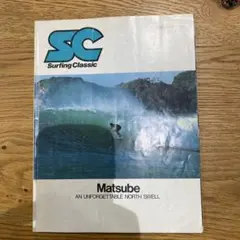 SC
Surfing Classic
Matsube
AN UNFORGETTABLE NORTH SWELL